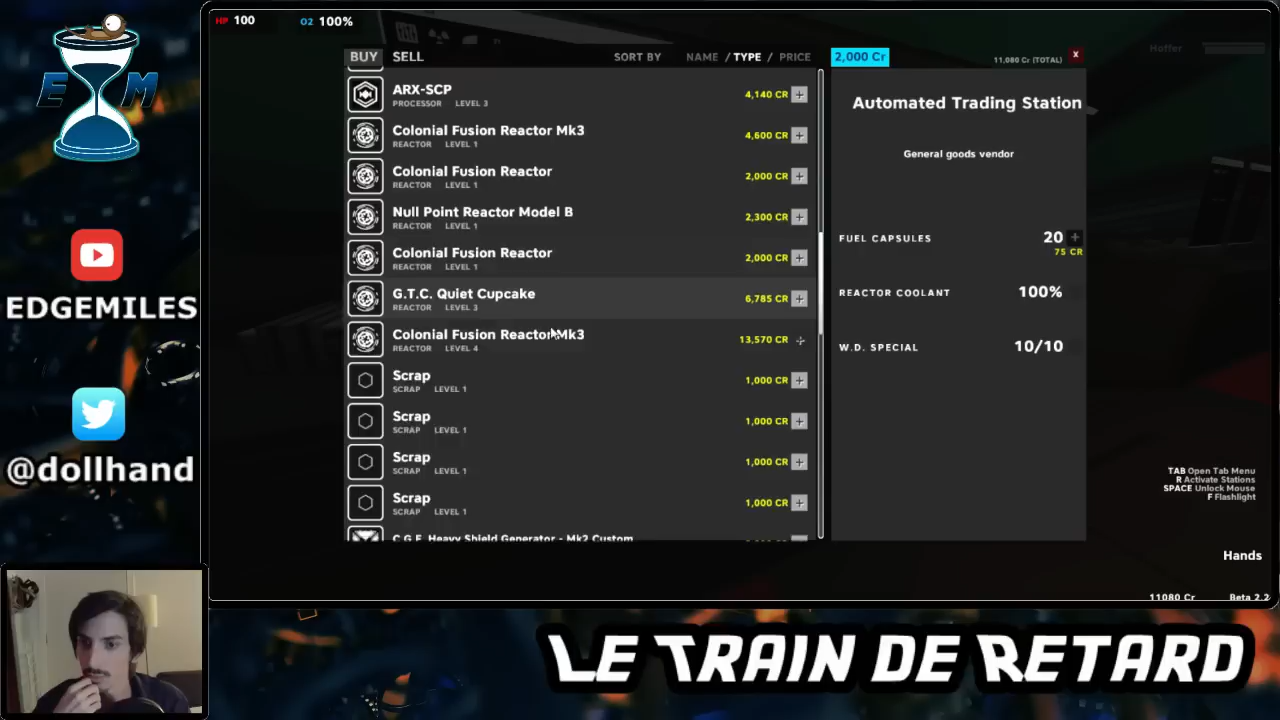 HP 100
O2 100%
E M
EDGEMILES
@dollhand
BUY SELL SORT BY NAME / TYPE / PRICE
ARX-SCP
PROCESSOR LEVEL 3
4,140 CR +
Colonial Fusion Reactor Mk3
REACTOR LEVEL 1
4,600 CR +
Colonial Fusion Reactor
REACTOR LEVEL 1
2,000 CR +
Null Point Reactor Model B
REACTOR LEVEL 1
2,300 CR +
Colonial Fusion Reactor
REACTOR LEVEL 1
2,000 CR +
G.T.C. Quiet Cupcake
REACTOR LEVEL 3
6,785 CR +
Colonial Fusion Reactor Mk3
REACTOR LEVEL 4
13,570 CR +
Scrap
SCRAP LEVEL 1
1,000 CR +
Scrap
SCRAP LEVEL 1
1,000 CR +
Scrap
SCRAP LEVEL 1
1,000 CR +
Scrap
SCRAP LEVEL 1
1,000 CR +
C.G.F. Heavy Shield Generator - Mk2 Custom
2,000 Cr
11,080 Cr (TOTAL)
x
Automated Trading Station
General goods vendor
FUEL CAPSULES 20 +
75 CR
REACTOR COOLANT 100%
W.D. SPECIAL 10/10
Hoffer
TAB Open Tab Menu
R Activate Stations
SPACE Unlock Mouse
F Flashlight
Hands
11080 Cr Beta 2.2
LE TRAIN DE RETARD